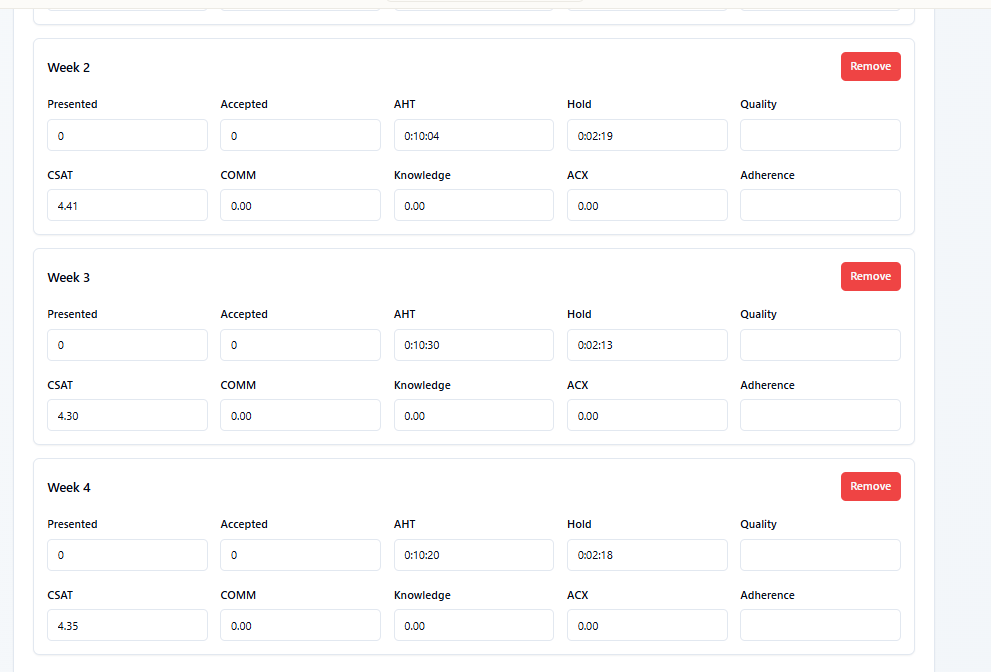 Week 2 Remove
Presented Accepted AHT Hold Quality
0 0 0:10:04 0:02:19
CSAT COMM Knowledge ACX Adherence
4.41 0.00 0.00 0.00
Week 3 Remove
Presented Accepted AHT Hold Quality
0 0 0:10:30 0:02:13
CSAT COMM Knowledge ACX Adherence
4.30 0.00 0.00 0.00
Week 4 Remove
Presented Accepted AHT Hold Quality
0 0 0:10:20 0:02:18
CSAT COMM Knowledge ACX Adherence
4.35 0.00 0.00 0.00